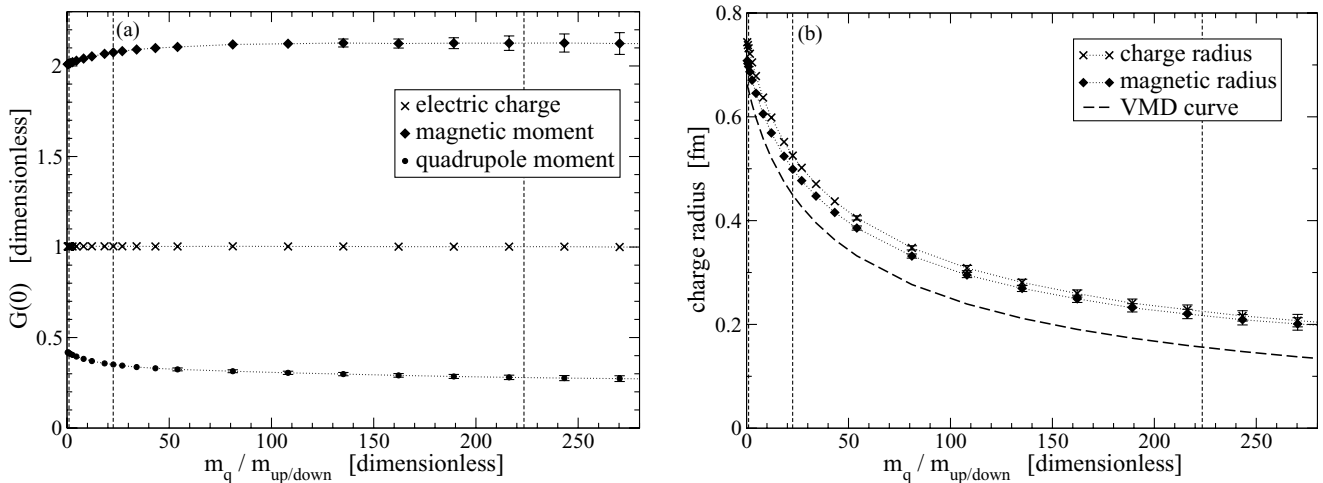 (a)
2
1.5
1
0.5
0
G(0) [dimensionless]
electric charge
magnetic moment
quadrupole moment
0 50 100 150 200 250
m_q / m_up/down [dimensionless]
(b)
0.8
0.6
0.4
0.2
0
charge radius [fm]
charge radius
magnetic radius
VMD curve
0 50 100 150 200 250
m_q / m_up/down [dimensionless]